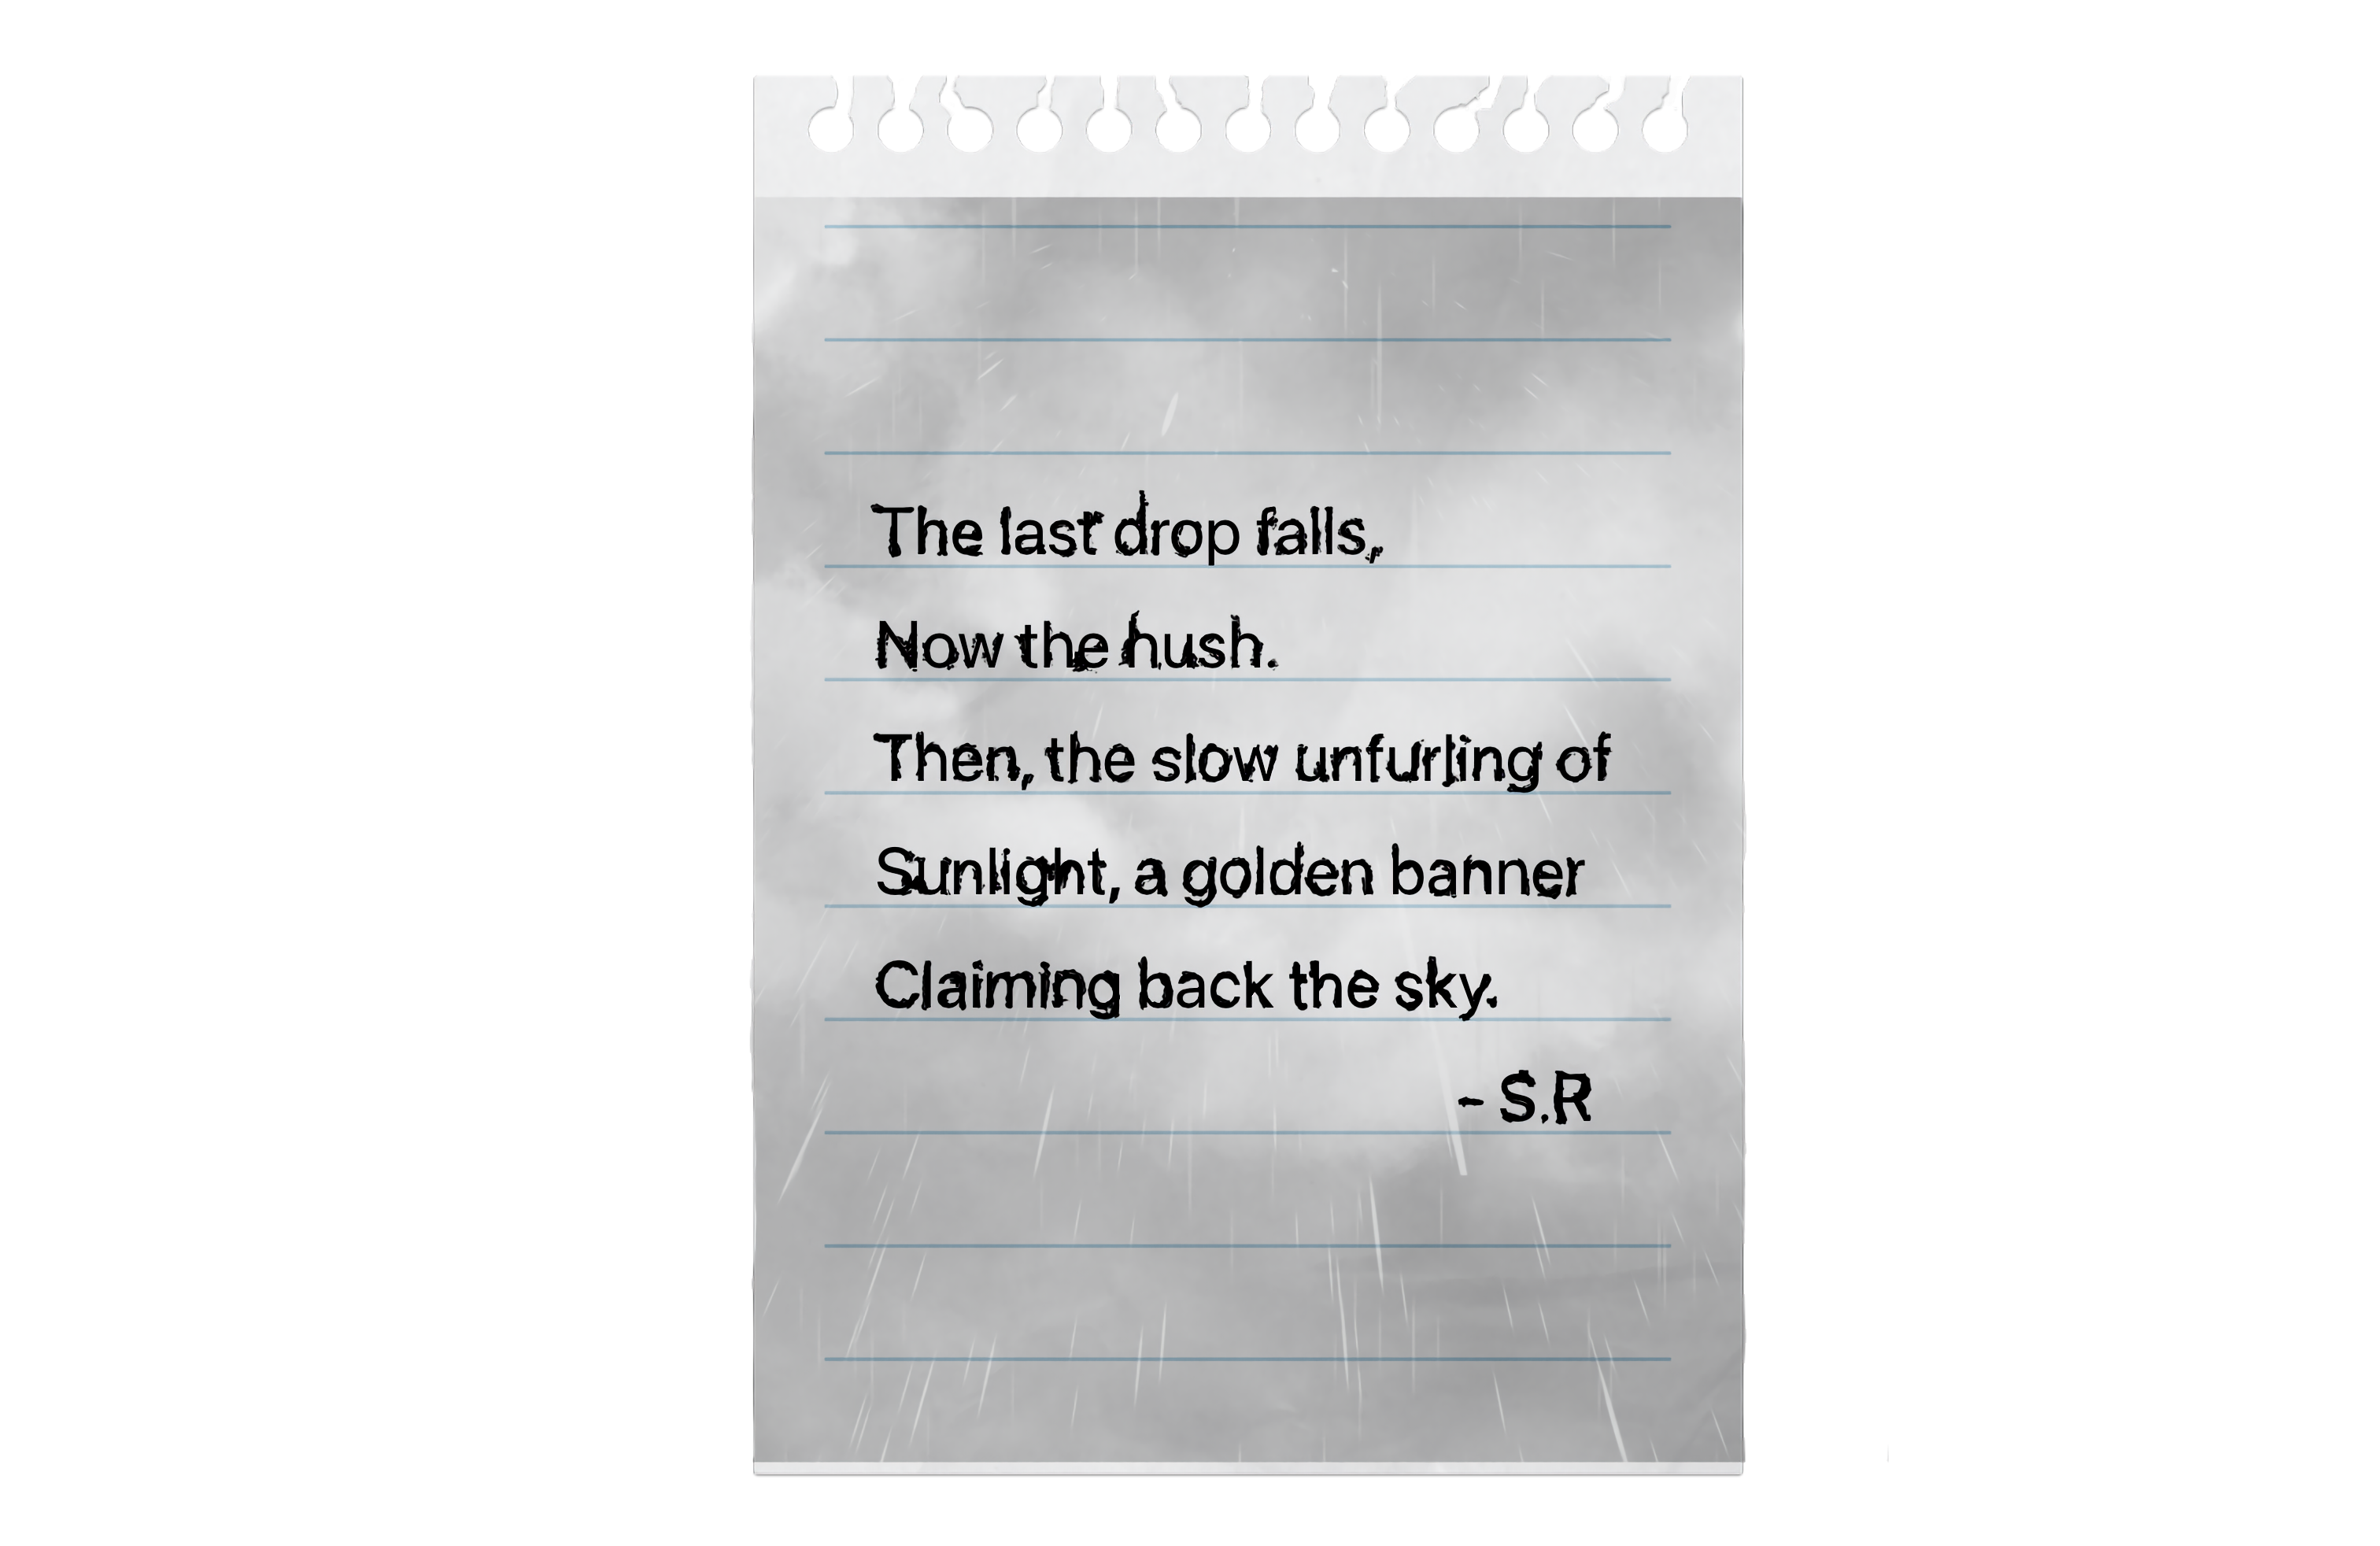 The last drop falls,
Now the hush.
Then, the slow unfurling of
Sunlight, a golden banner
Claiming back the sky.
- S.R